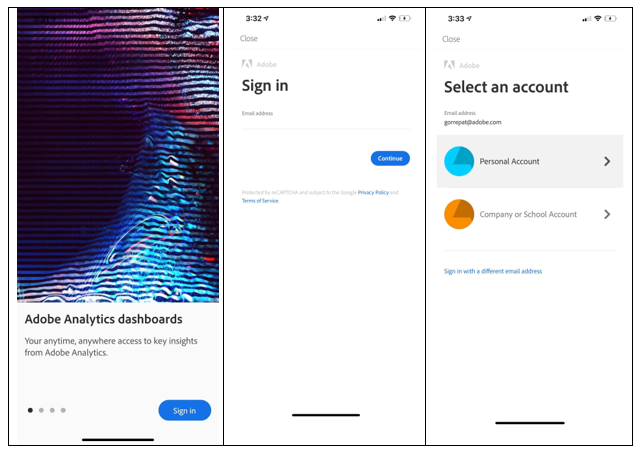 Adobe Analytics dashboards
Your anytime, anywhere access to key insights
from Adobe Analytics.
Sign in
3:32
Close
Adobe
Sign in
Email address
Continue
Protected by reCAPTCHA and subject to the Google Privacy Policy and
Terms of Service
3:33
Close
Adobe
Select an account
Email address
gorrepat@adobe.com
Personal Account
Company or School Account
Sign in with a different email address